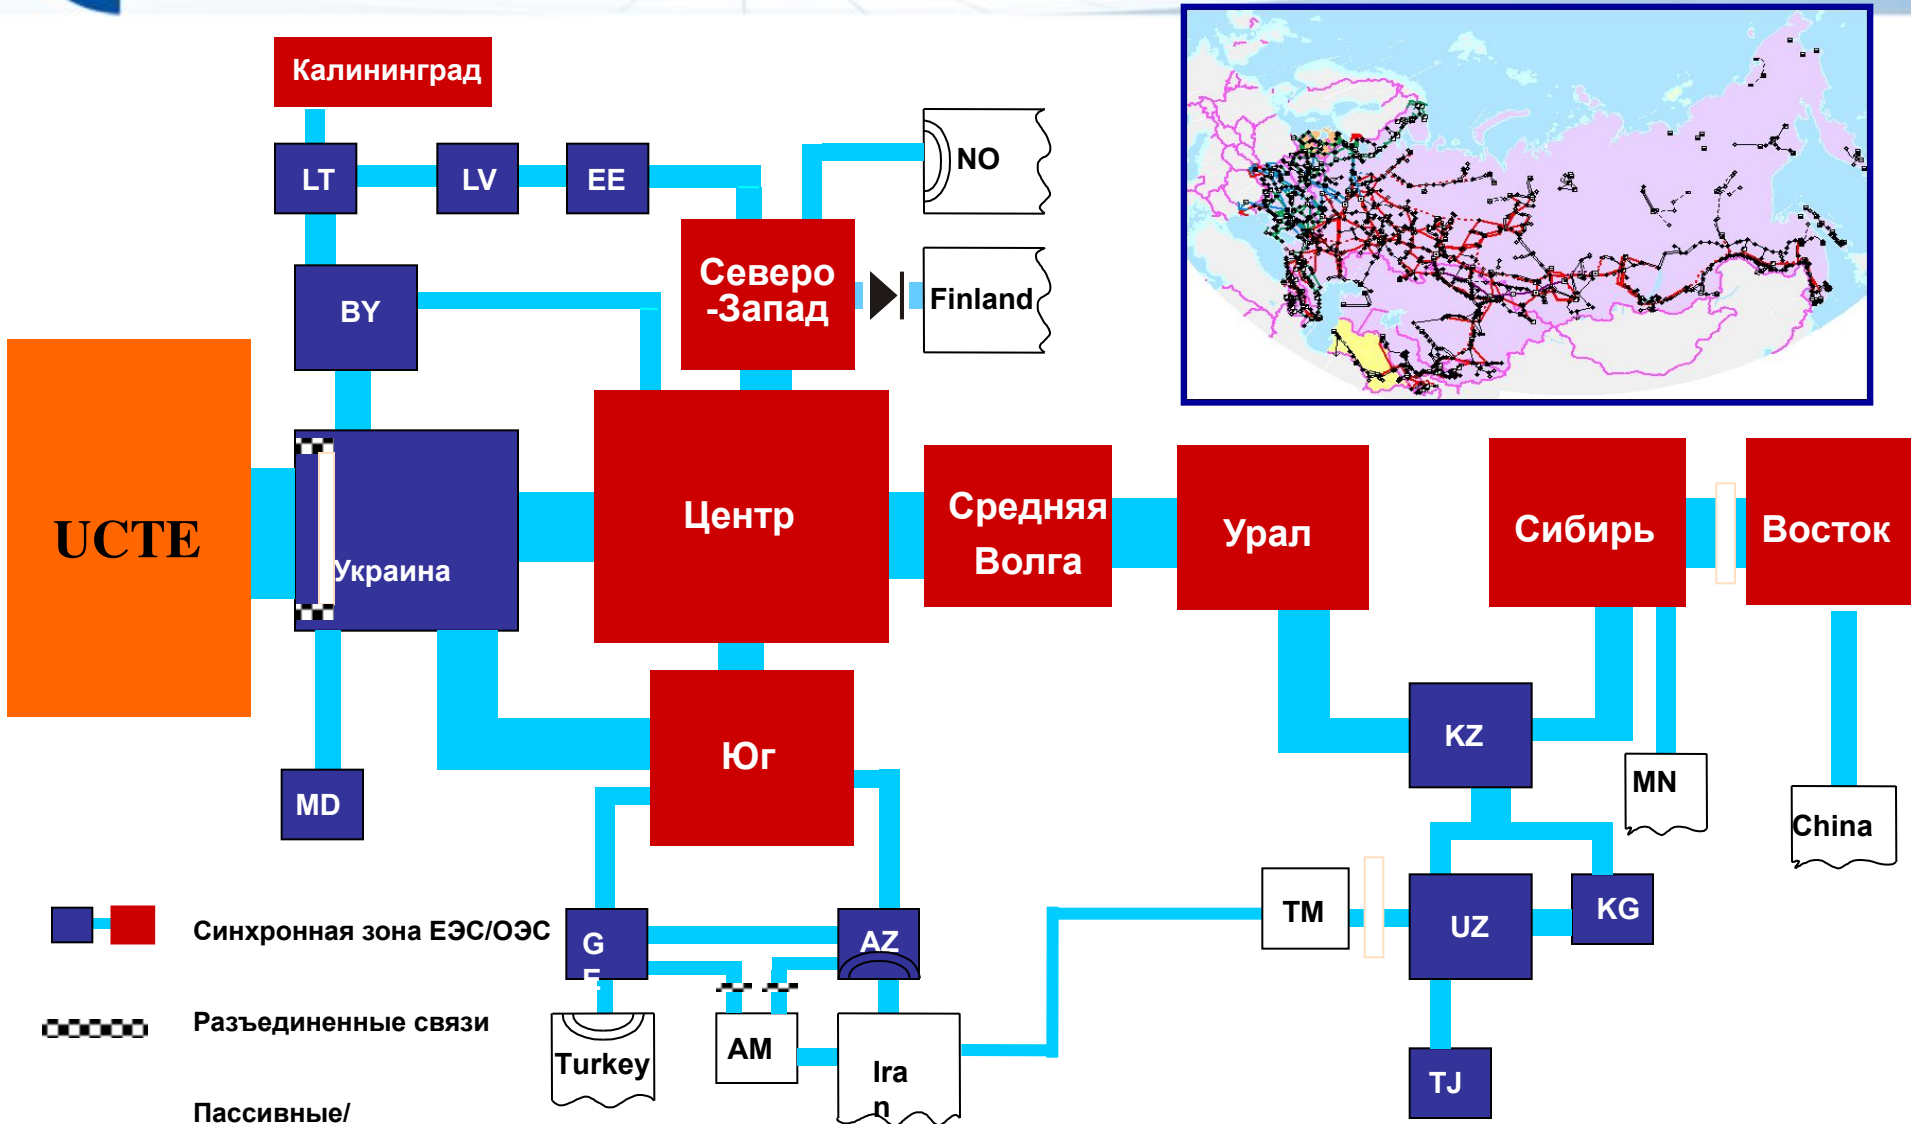 Калининград
LT
LV
EE
NO
Северо
-Запад
Finland
BY
UCTE
Украина
Центр
Средняя
Волга
Урал
Сибирь
Восток
Юг
KZ
MD
MN
China
Синхронная зона ЕЭС/ОЭС
G
AZ
TM
UZ
KG
Разъединенные связи
Turkey
AM
Ira
n
TJ
Пассивные/